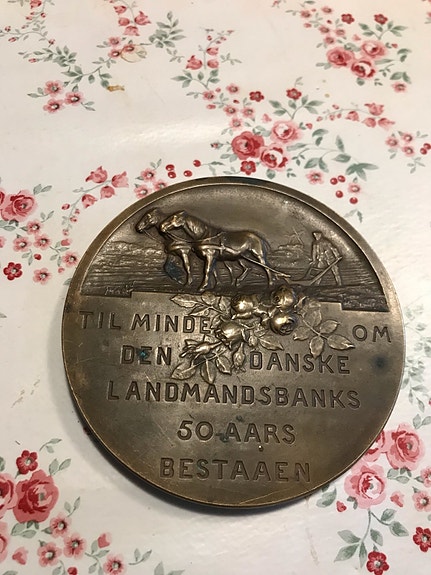 TIL MINDE OM
DEN DANSKE
LANDMANDSBANKS
50 AARS
BESTAAEN